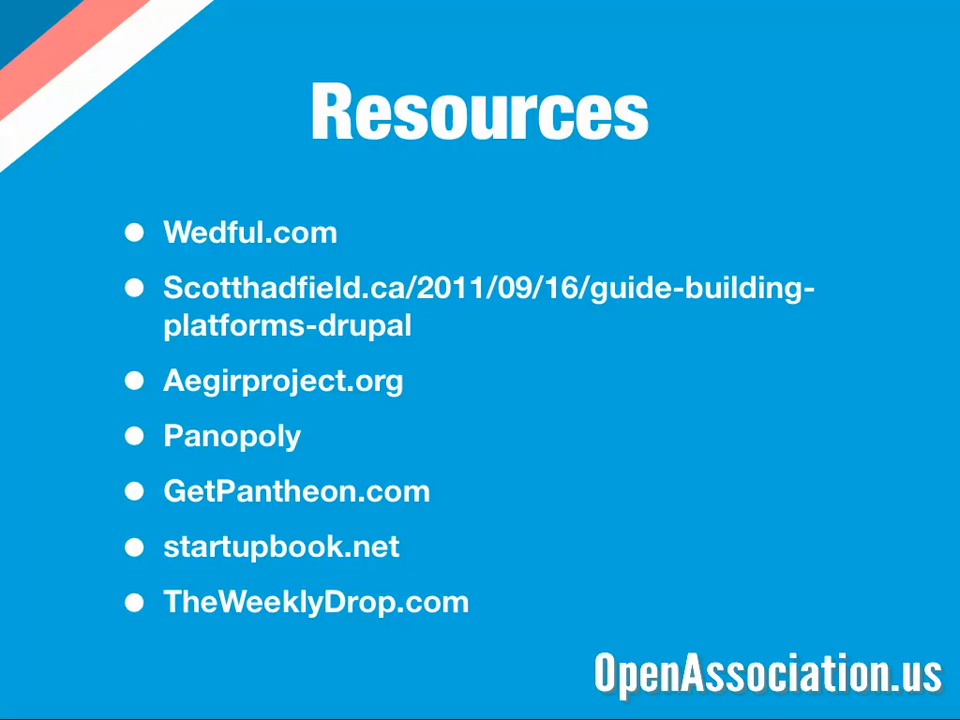 Resources
• Wedful.com
• Scotthadfield.ca/2011/09/16/guide-building-
platforms-drupal
• Aegirproject.org
• Panopoly
• GetPantheon.com
• startupbook.net
• TheWeeklyDrop.com
OpenAssociation.us